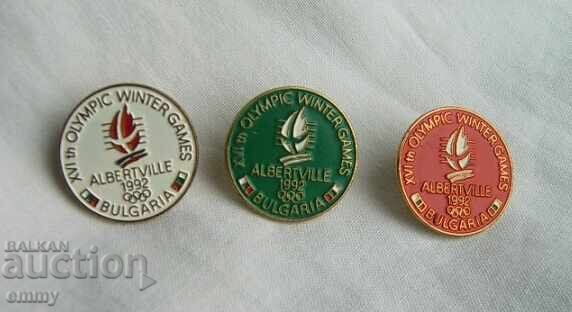 XVI th OLYMPIC WINTER GAMES
ALBERTVILLE
1992
BULGARIA
XVI th OLYMPIC WINTER GAMES
ALBERTVILLE
1992
BULGARIA
XVI th OLYMPIC WINTER GAMES
ALBERTVILLE
1992
BULGARIA
BALKAN
auction
emmy